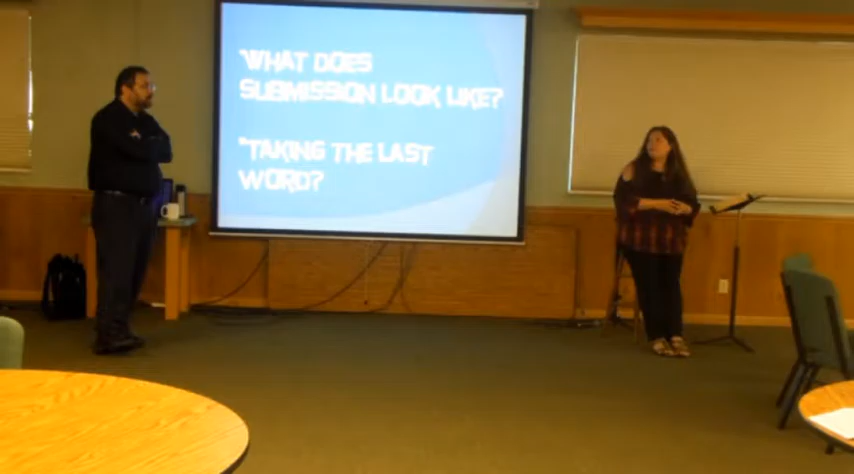 *WHAT DOES
SUBMISSION LOOK LIKE?
*TAKING THE LAST
WORD?